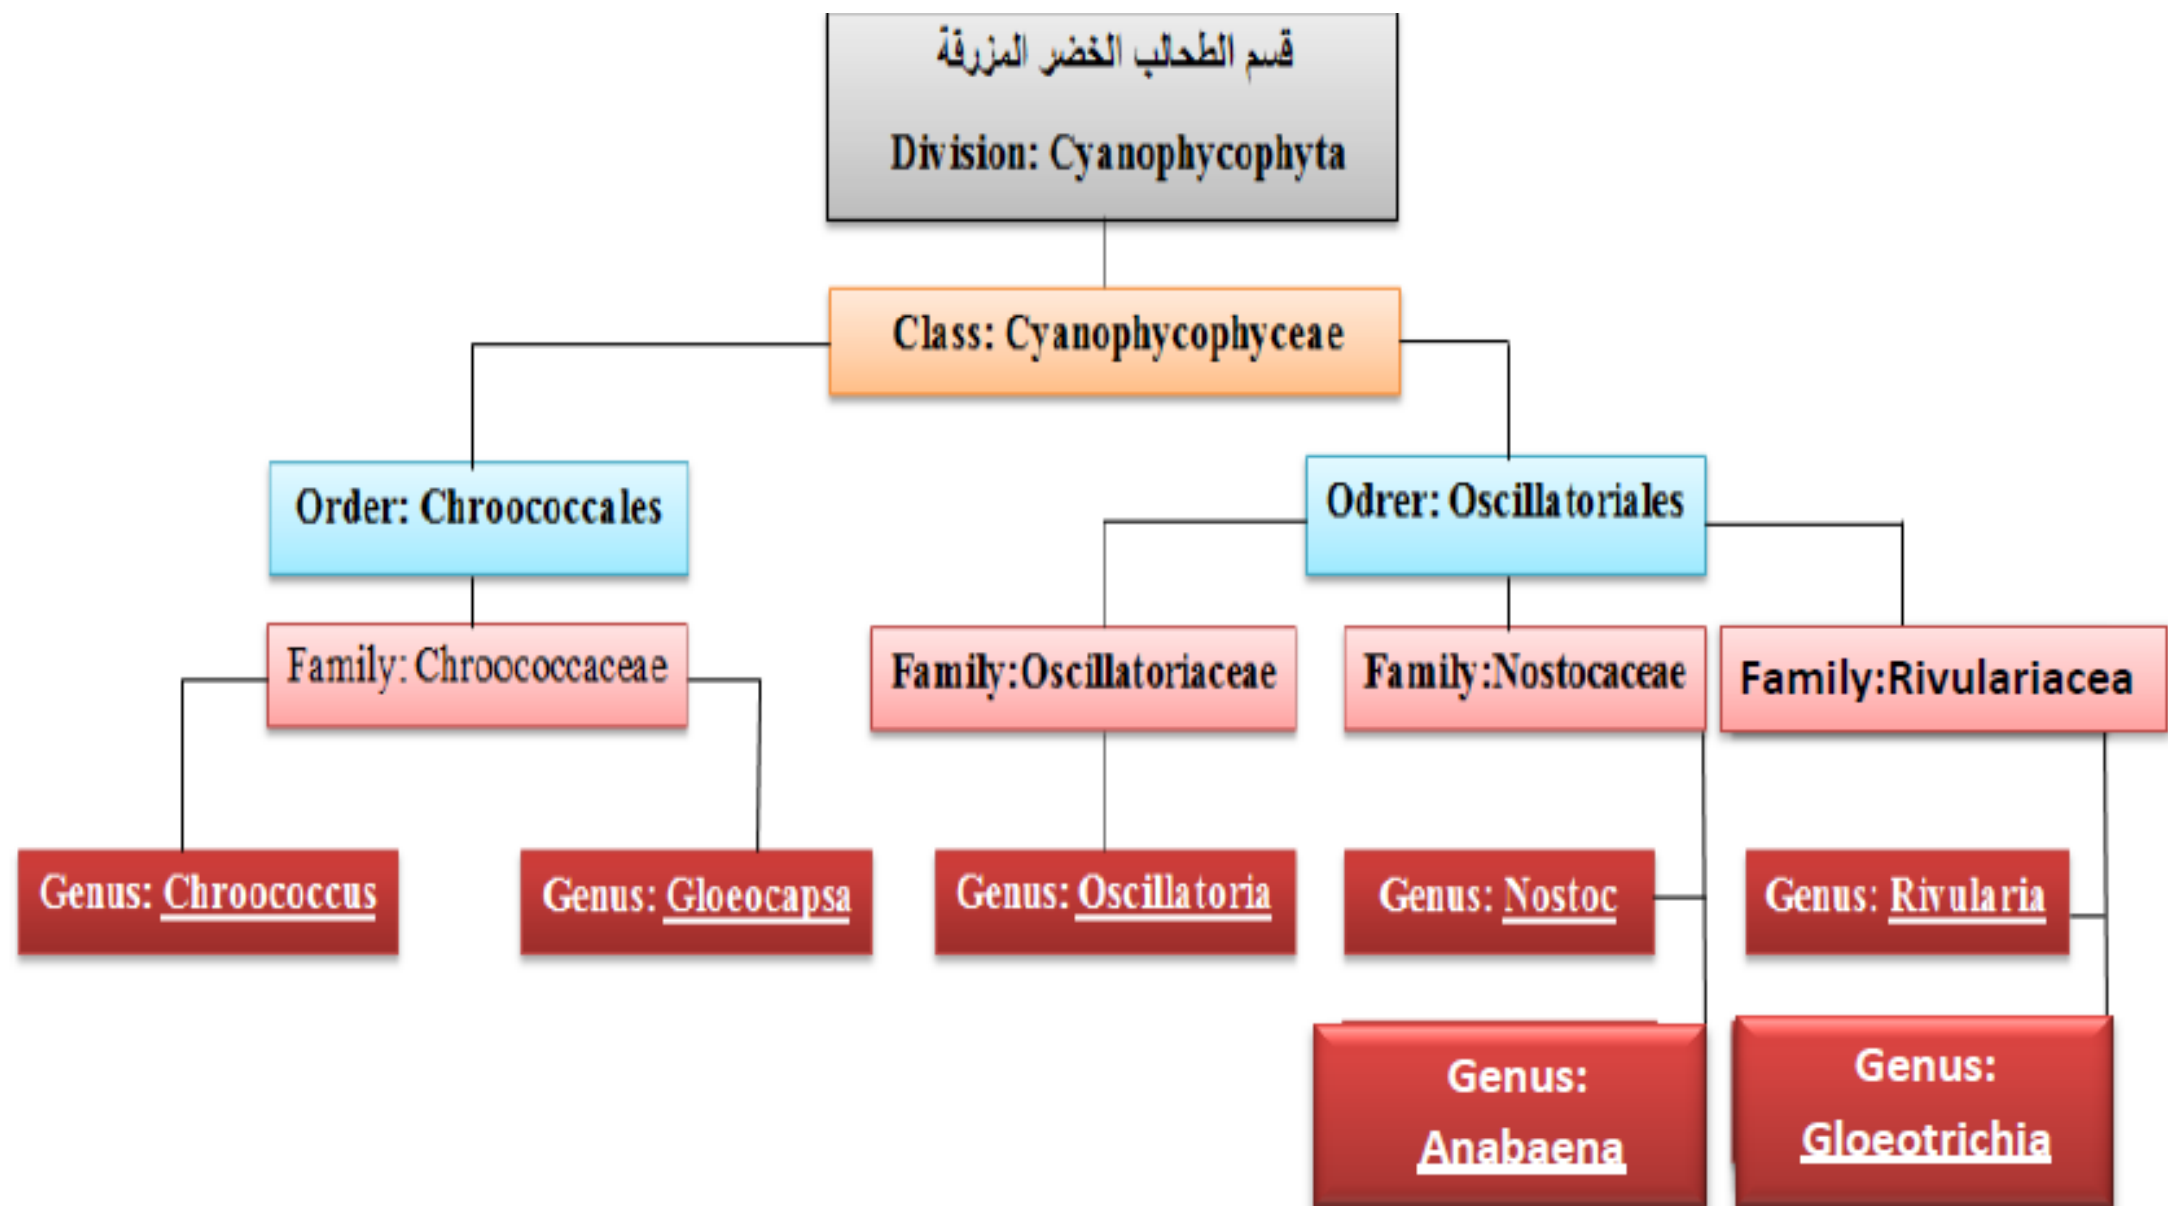 قسم الطحالب الخضر المزرقة
Division: Cyanophycophyta
Class: Cyanophycophyceae
Order: Chroococcales
Odrer: Oscillatoriales
Family: Chroococcaceae
Family:Oscillatoriaceae
Family:Nostocaceae
Family:Rivulariacea
Genus: Chroococcus
Genus: Gloeocapsa
Genus: Oscillatoria
Genus: Nostoc
Genus: Rivularia
Genus:
Anabaena
Genus:
Gloeotrichia